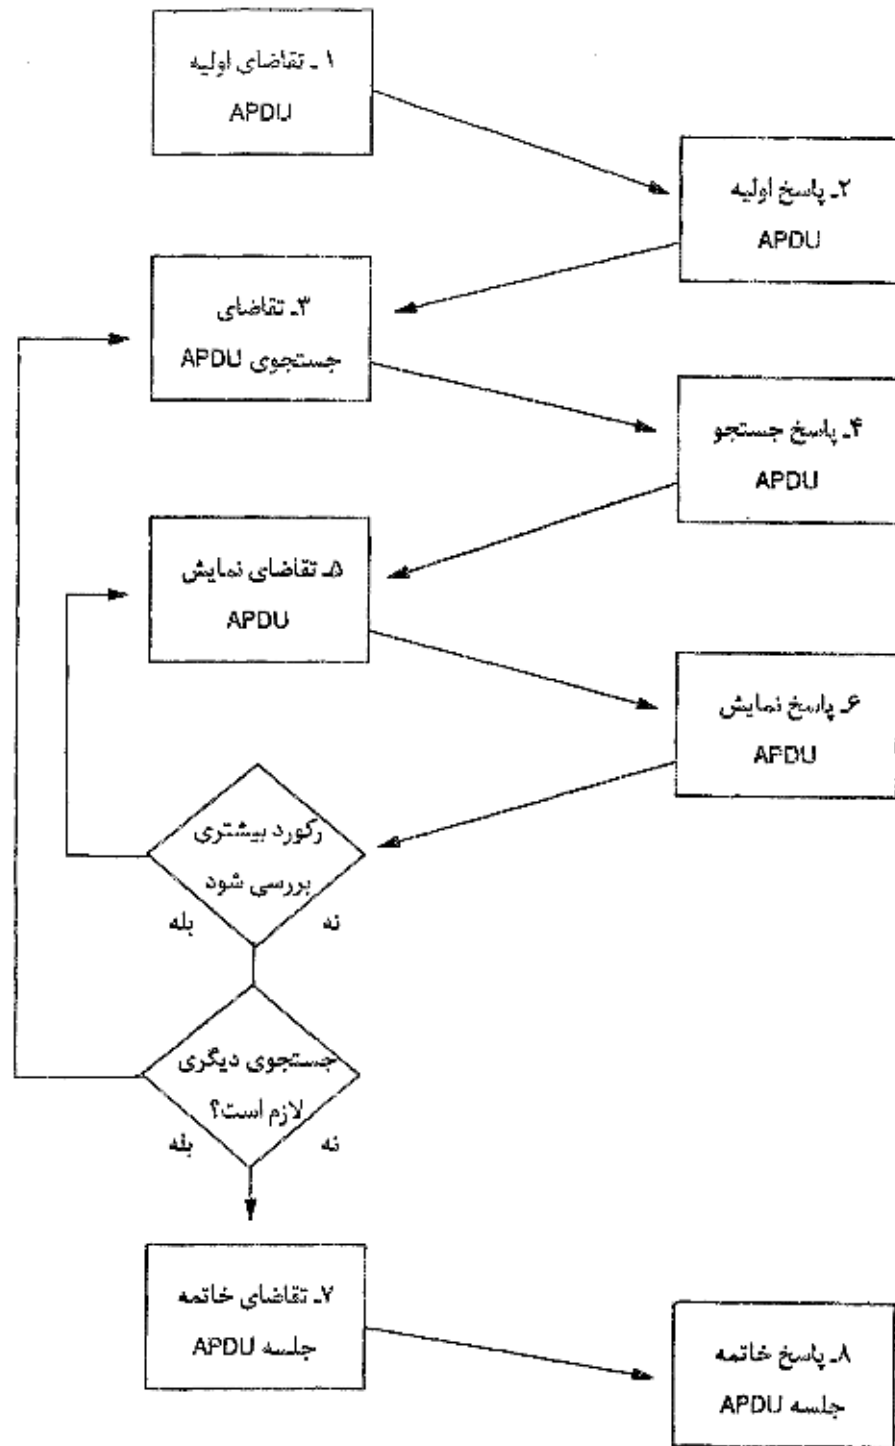 ۱ـ تقاضای اولیه
APDU
۲ـ پاسخ اولیه
APDU
۳ـ تقاضای
جستجوی APDU
۴ـ پاسخ جستجو
APDU
۵ـ تقاضای نمایش
APDU
۶ـ پاسخ نمایش
APDU
رکورد بیشتری
بررسی شود
بله
نه
جستجوی دیگری
لازم است؟
بله
نه
۷ـ تقاضای خاتمه
جلسه APDU
۸ـ پاسخ خاتمه
جلسه APDU